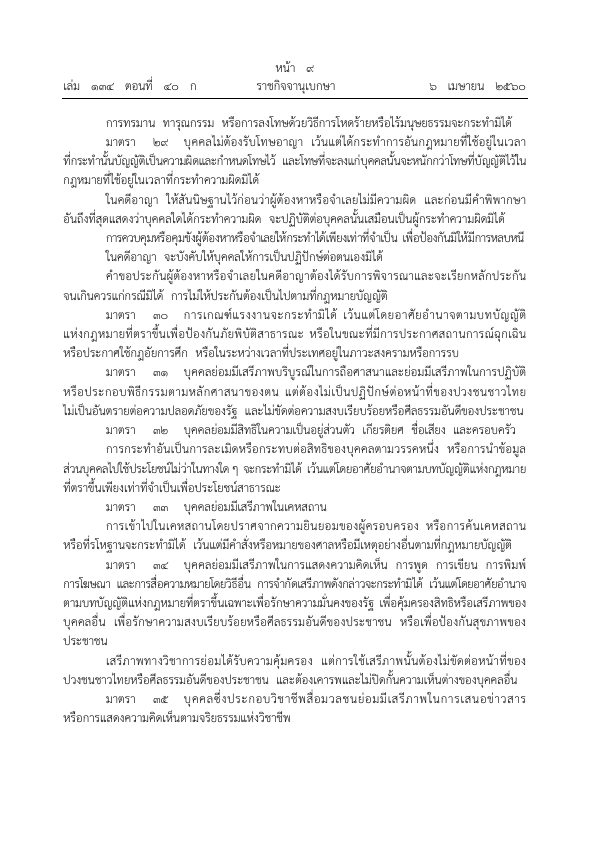 หน้า ๙
เล่ม ๑๓๔ ตอนที่ ๔๐ ก ราชกิจจานุเบกษา ๖ เมษายน ๒๕๖๐
การทรมาน ทารุณกรรม หรือการลงโทษด้วยวิธีการโหดร้ายหรือไร้มนุษยธรรมจะกระทำมิได้
มาตรา ๒๙ บุคคลไม่ต้องรับโทษอาญา เว้นแต่ได้กระทำการอันกฎหมายที่ใช้อยู่ในเวลา
ที่กระทำนั้นบัญญัติเป็นความผิดและกำหนดโทษไว้ และโทษที่จะลงแก่บุคคลนั้นจะหนักกว่าโทษที่บัญญัติไว้ใน
กฎหมายที่ใช้อยู่ในเวลาที่กระทำความผิดมิได้
ในคดีอาญา ให้สันนิษฐานไว้ก่อนว่าผู้ต้องหาหรือจำเลยไม่มีความผิด และก่อนมีคำพิพากษา
อันถึงที่สุดแสดงว่าบุคคลใดได้กระทำความผิด จะปฏิบัติต่อบุคคลนั้นเสมือนเป็นผู้กระทำความผิดมิได้
การควบคุมหรือคุมขังผู้ต้องหาหรือจำเลยให้กระทำได้เพียงเท่าที่จำเป็น เพื่อป้องกันมิให้มีการหลบหนี
ในคดีอาญา จะบังคับให้บุคคลให้การเป็นปฏิปักษ์ต่อตนเองมิได้
คำขอประกันผู้ต้องหาหรือจำเลยในคดีอาญาต้องได้รับการพิจารณาและจะเรียกหลักประกัน
จนเกินควรแก่กรณีมิได้ การไม่ให้ประกันต้องเป็นไปตามที่กฎหมายบัญญัติ
มาตรา ๓๐ การเกณฑ์แรงงานจะกระทำมิได้ เว้นแต่โดยอาศัยอำนาจตามบทบัญญัติ
แห่งกฎหมายที่ตราขึ้นเพื่อป้องกันภัยพิบัติสาธารณะ หรือในขณะที่มีการประกาศสถานการณ์ฉุกเฉิน
หรือประกาศใช้กฎอัยการศึก หรือในระหว่างเวลาที่ประเทศอยู่ในภาวะสงครามหรือการรบ
มาตรา ๓๑ บุคคลย่อมมีเสรีภาพบริบูรณ์ในการถือศาสนาและย่อมมีเสรีภาพในการปฏิบัติ
หรือประกอบพิธีกรรมตามหลักศาสนาของตน แต่ต้องไม่เป็นปฏิปักษ์ต่อหน้าที่ของปวงชนชาวไทย
ไม่เป็นอันตรายต่อความปลอดภัยของรัฐ และไม่ขัดต่อความสงบเรียบร้อยหรือศีลธรรมอันดีของประชาชน
มาตรา ๓๒ บุคคลย่อมมีสิทธิในความเป็นอยู่ส่วนตัว เกียรติยศ ชื่อเสียง และครอบครัว
การกระทำอันเป็นการละเมิดหรือกระทบต่อสิทธิของบุคคลตามวรรคหนึ่ง หรือการนำข้อมูล
ส่วนบุคคลไปใช้ประโยชน์ไม่ว่าในทางใด ๆ จะกระทำมิได้ เว้นแต่โดยอาศัยอำนาจตามบทบัญญัติแห่งกฎหมาย
ที่ตราขึ้นเพียงเท่าที่จำเป็นเพื่อประโยชน์สาธารณะ
มาตรา ๓๓ บุคคลย่อมมีเสรีภาพในเคหสถาน
การเข้าไปในเคหสถานโดยปราศจากความยินยอมของผู้ครอบครอง หรือการค้นเคหสถาน
หรือที่รโหฐานจะกระทำมิได้ เว้นแต่มีคำสั่งหรือหมายของศาลหรือมีเหตุอย่างอื่นตามที่กฎหมายบัญญัติ
มาตรา ๓๔ บุคคลย่อมมีเสรีภาพในการแสดงความคิดเห็น การพูด การเขียน การพิมพ์
การโฆษณา และการสื่อความหมายโดยวิธีอื่น การจำกัดเสรีภาพดังกล่าวจะกระทำมิได้ เว้นแต่โดยอาศัยอำนาจ
ตามบทบัญญัติแห่งกฎหมายที่ตราขึ้นเฉพาะเพื่อรักษาความมั่นคงของรัฐ เพื่อคุ้มครองสิทธิหรือเสรีภาพของ
บุคคลอื่น เพื่อรักษาความสงบเรียบร้อยหรือศีลธรรมอันดีของประชาชน หรือเพื่อป้องกันสุขภาพของ
ประชาชน
เสรีภาพทางวิชาการย่อมได้รับความคุ้มครอง แต่การใช้เสรีภาพนั้นต้องไม่ขัดต่อหน้าที่ของ
ปวงชนชาวไทยหรือศีลธรรมอันดีของประชาชน และต้องเคารพและไม่ปิดกั้นความเห็นต่างของบุคคลอื่น
มาตรา ๓๕ บุคคลซึ่งประกอบวิชาชีพสื่อมวลชนย่อมมีเสรีภาพในการเสนอข่าวสาร
หรือการแสดงความคิดเห็นตามจริยธรรมแห่งวิชาชีพ